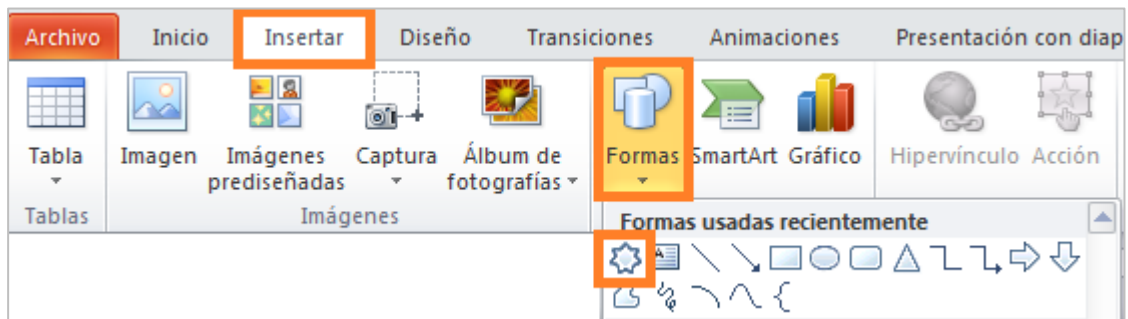 Archivo Inicio Insertar Diseño Transiciones Animaciones Presentación con diap
Tabla Imagen Imágenes prediseñadas Captura Álbum de fotografías Formas SmartArt Gráfico Hipervínculo Acción
Tablas Imágenes
Formas usadas recientemente